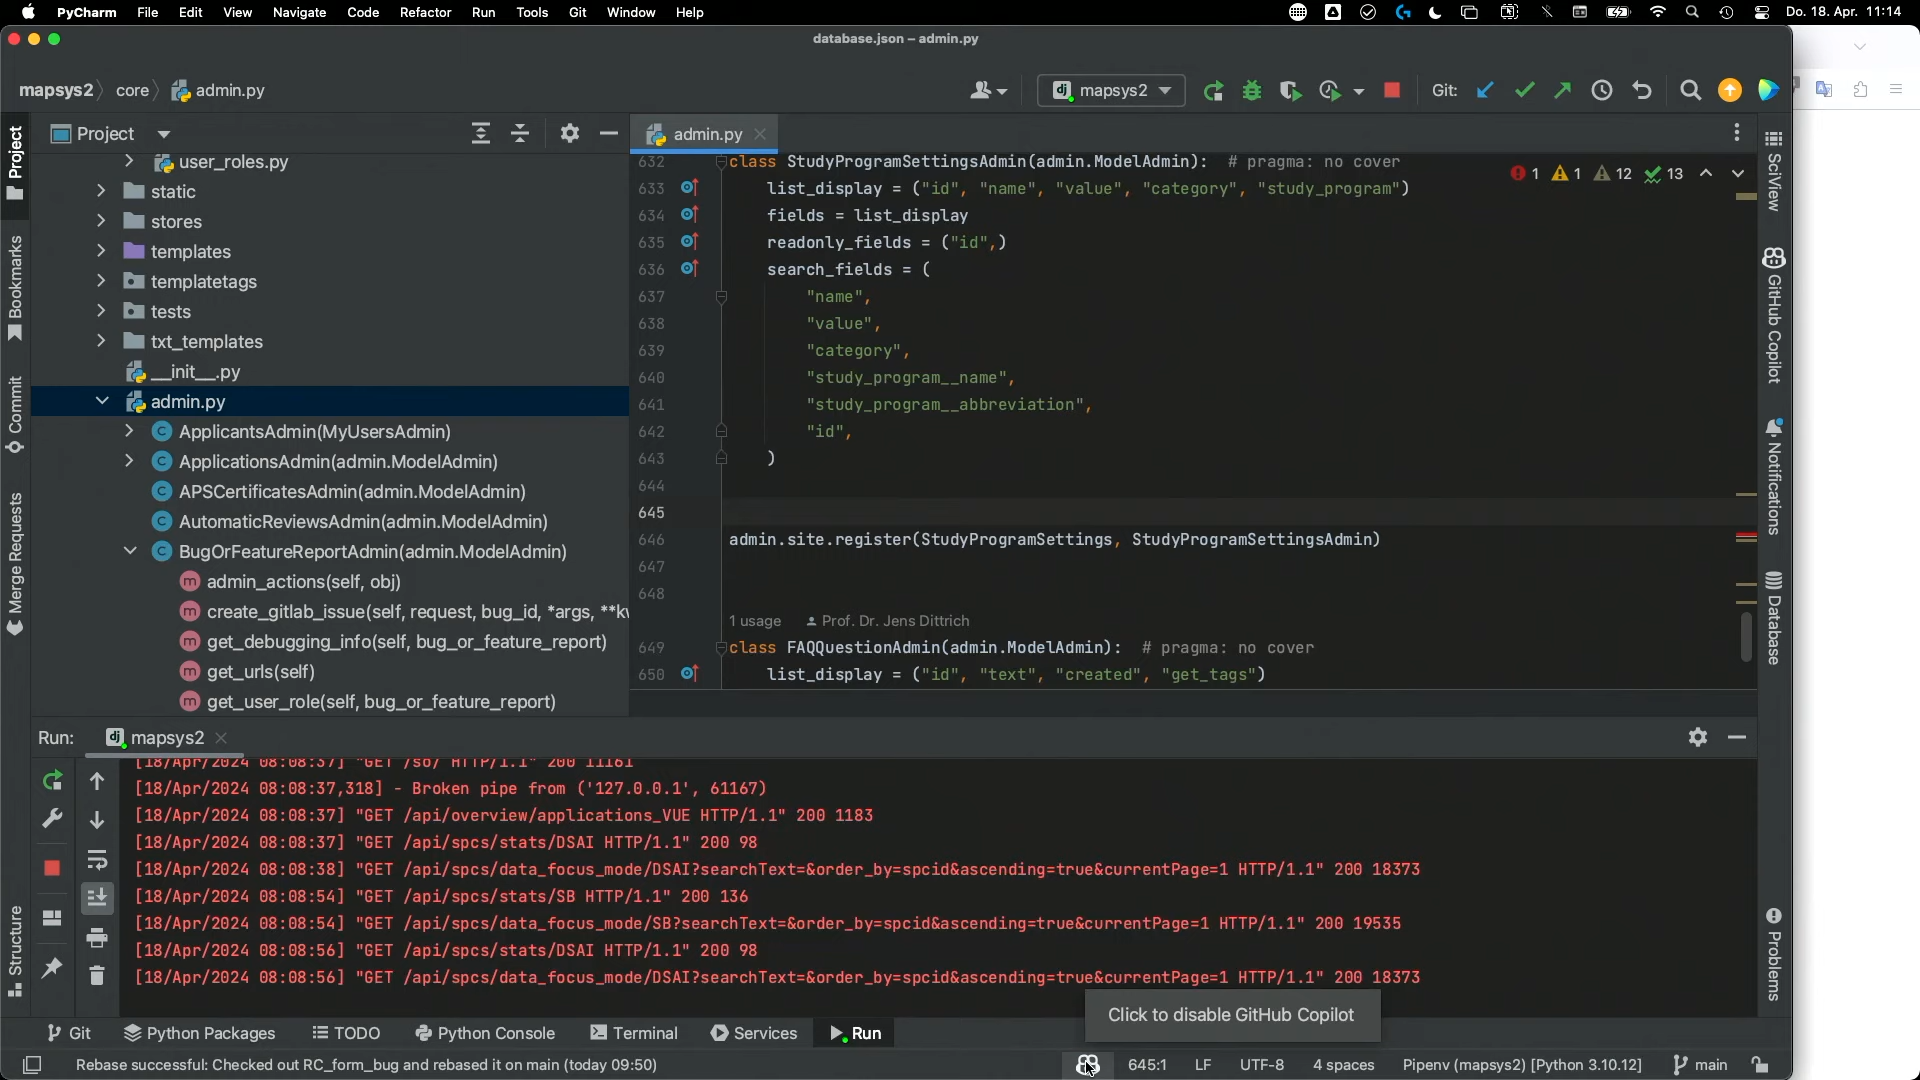 PyCharm File Edit View Navigate Code Refactor Run Tools Git Window Help Do. 18. Apr. 11:14
database.json – admin.py
mapsys2 core admin.py mapsys2 Git:
Project admin.py
user_roles.py
static
stores
templates
templatetags
tests
txt_templates
__init__.py
admin.py
ApplicantsAdmin(MyUsersAdmin)
ApplicationsAdmin(admin.ModelAdmin)
APSCertificatesAdmin(admin.ModelAdmin)
AutomaticReviewsAdmin(admin.ModelAdmin)
BugOrFeatureReportAdmin(admin.ModelAdmin)
admin_actions(self, obj)
create_gitlab_issue(self, request, bug_id, *args, **kw
get_debugging_info(self, bug_or_feature_report)
get_urls(self)
get_user_role(self, bug_or_feature_report)
1 1 12 13
632 class StudyProgramSettingsAdmin(admin.ModelAdmin): # pragma: no cover
633 list_display = ("id", "name", "value", "category", "study_program")
634 fields = list_display
635 readonly_fields = ("id",)
636 search_fields = (
637 "name",
638 "value",
639 "category",
640 "study_program__name",
641 "study_program__abbreviation",
642 "id",
643 )
644
645
646 admin.site.register(StudyProgramSettings, StudyProgramSettingsAdmin)
647
648
1 usage Prof. Dr. Jens Dittrich
649 class FAQQuestionAdmin(admin.ModelAdmin): # pragma: no cover
650 list_display = ("id", "text", "created", "get_tags")
Project
Bookmarks
Commit
Merge Requests
Structure
SciView
GitHub Copilot
Notifications
Database
Problems
Run: mapsys2
[18/Apr/2024 08:08:37] "GET /so/ HTTP/1.1" 200 11161
[18/Apr/2024 08:08:37,318] - Broken pipe from ('127.0.0.1', 61167)
[18/Apr/2024 08:08:37] "GET /api/overview/applications_VUE HTTP/1.1" 200 1183
[18/Apr/2024 08:08:37] "GET /api/spcs/stats/DSAI HTTP/1.1" 200 98
[18/Apr/2024 08:08:38] "GET /api/spcs/data_focus_mode/DSAI?searchText=&order_by=spcid&ascending=true&currentPage=1 HTTP/1.1" 200 18373
[18/Apr/2024 08:08:54] "GET /api/spcs/stats/SB HTTP/1.1" 200 136
[18/Apr/2024 08:08:54] "GET /api/spcs/data_focus_mode/SB?searchText=&order_by=spcid&ascending=true&currentPage=1 HTTP/1.1" 200 19535
[18/Apr/2024 08:08:56] "GET /api/spcs/stats/DSAI HTTP/1.1" 200 98
[18/Apr/2024 08:08:56] "GET /api/spcs/data_focus_mode/DSAI?searchText=&order_by=spcid&ascending=true&currentPage=1 HTTP/1.1" 200 18373
Click to disable GitHub Copilot
Git Python Packages TODO Python Console Terminal Services Run
Rebase successful: Checked out RC_form_bug and rebased it on main (today 09:50) 645:1 LF UTF-8 4 spaces Pipenv (mapsys2) [Python 3.10.12] main